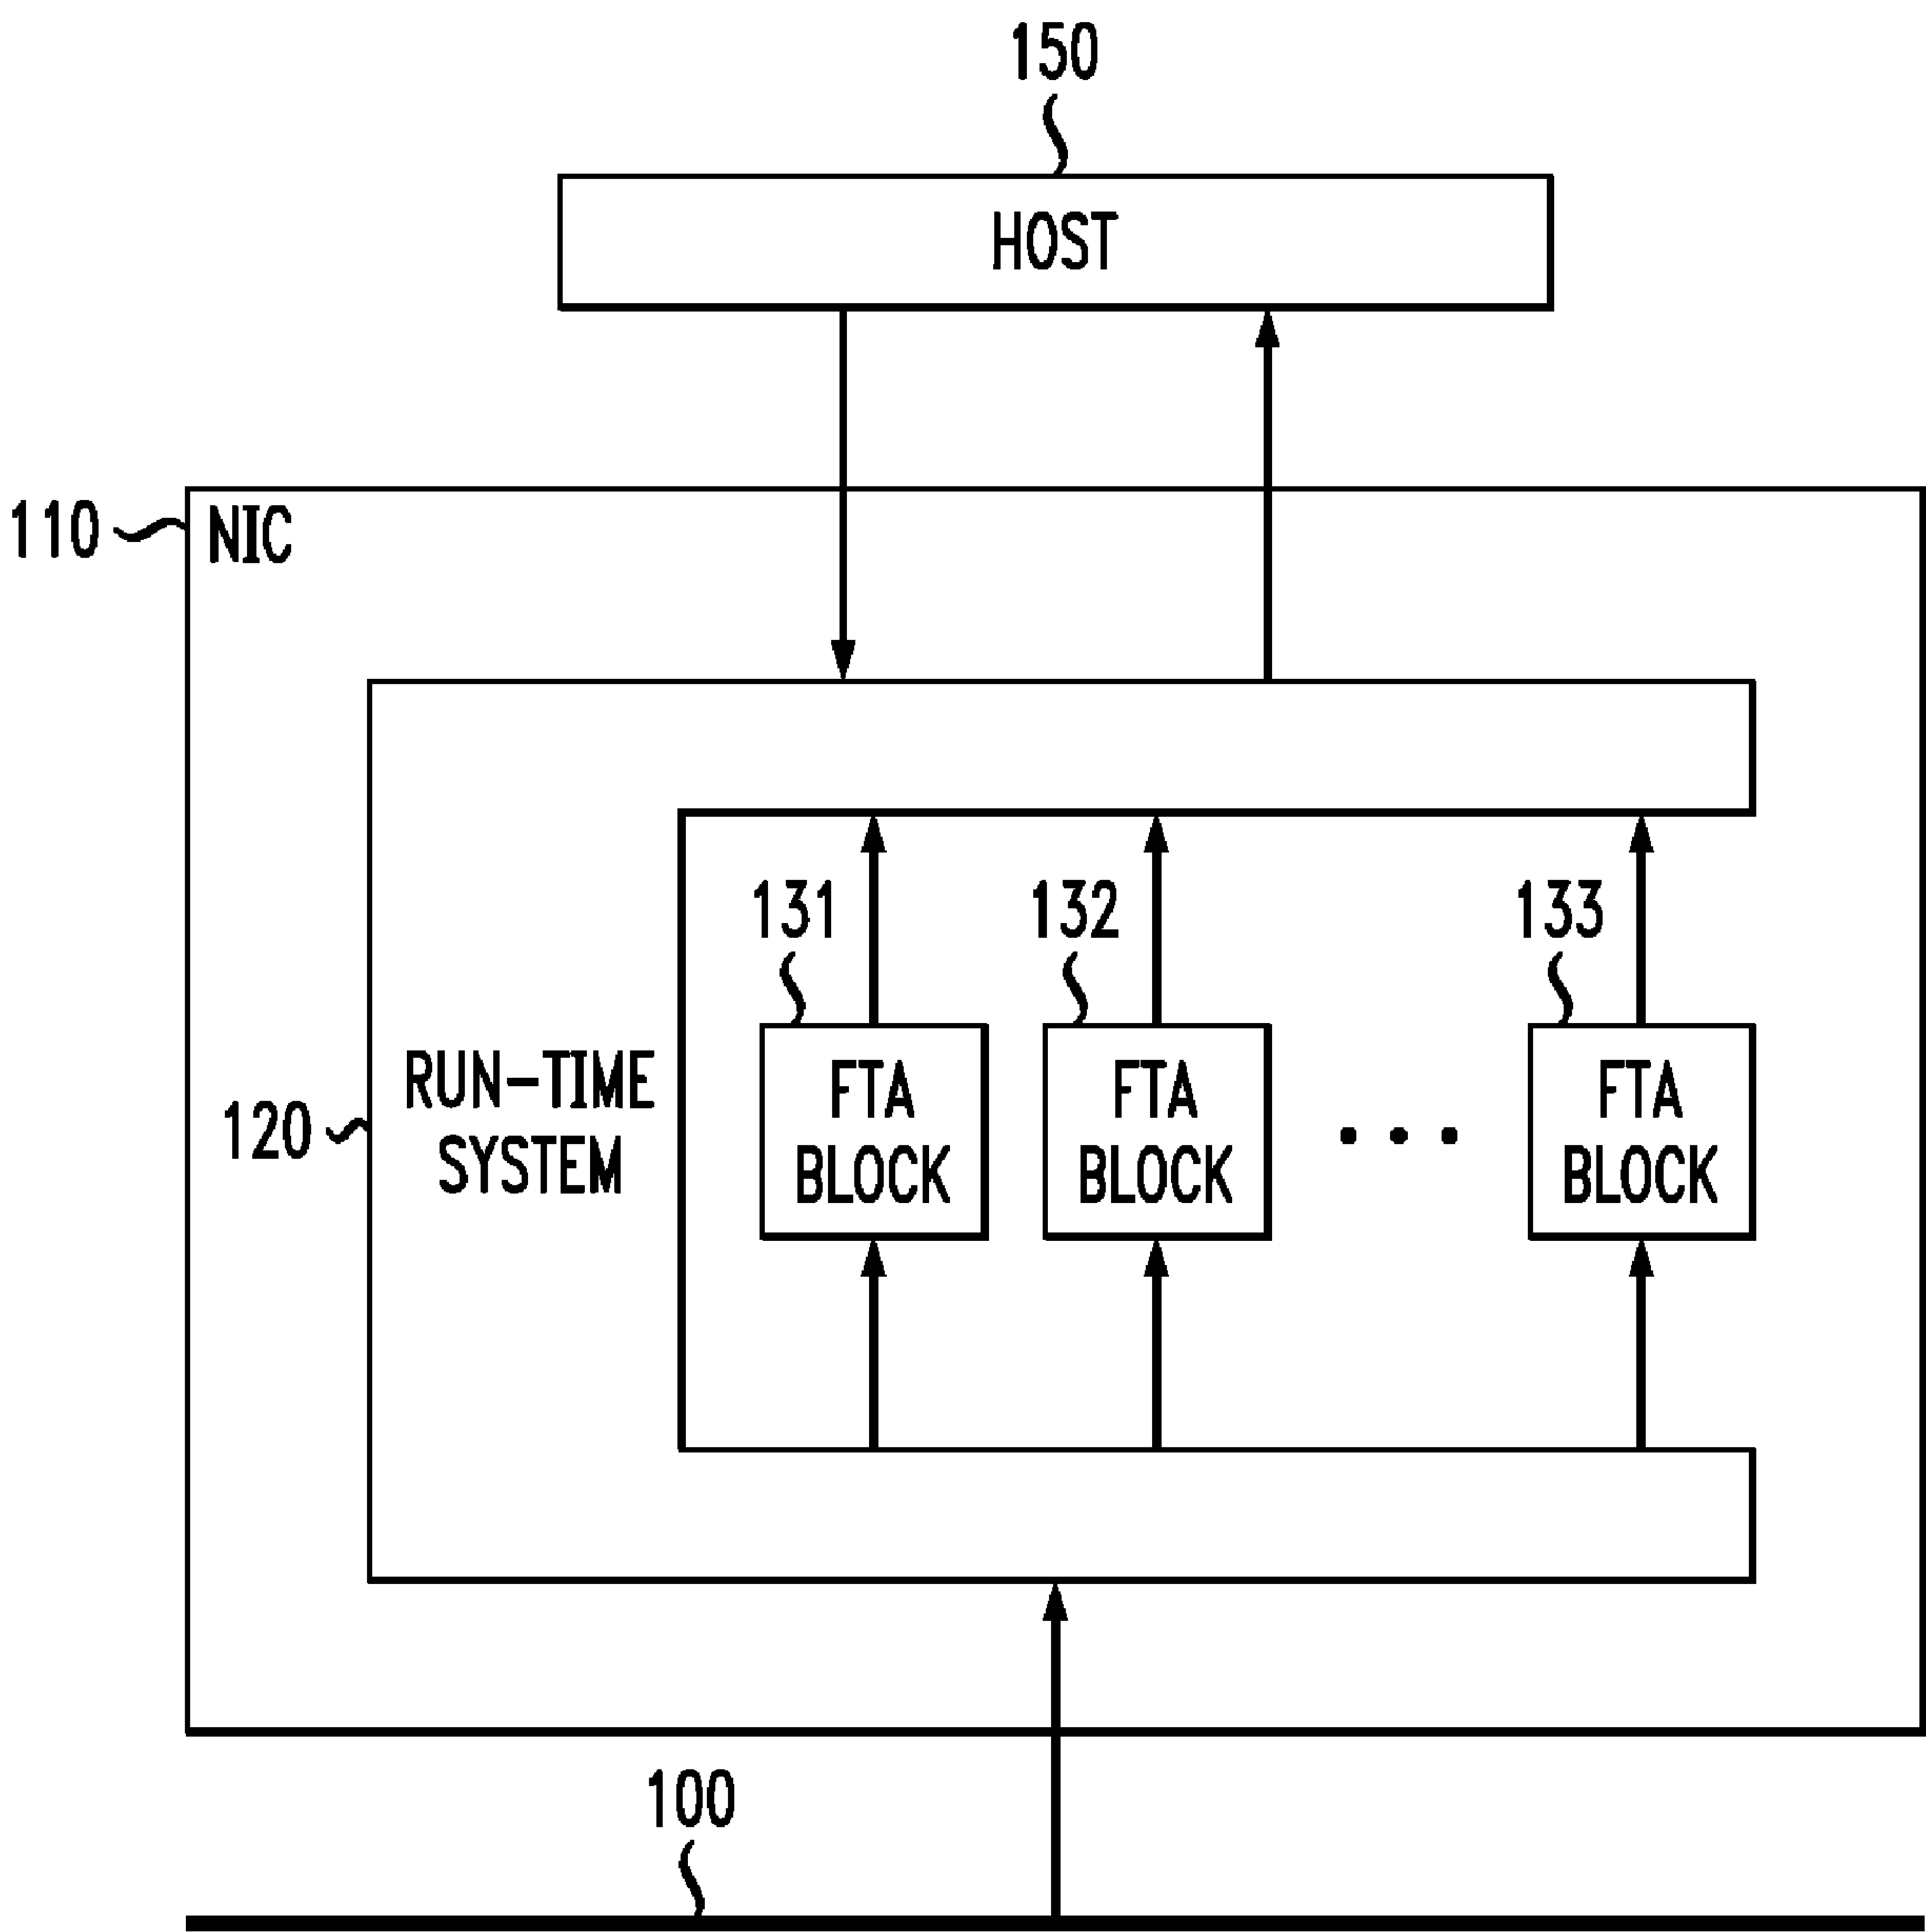 150
HOST
110
NIC
131
132
133
RUN-TIME
SYSTEM
120
FTA
BLOCK
FTA
BLOCK
FTA
BLOCK
100